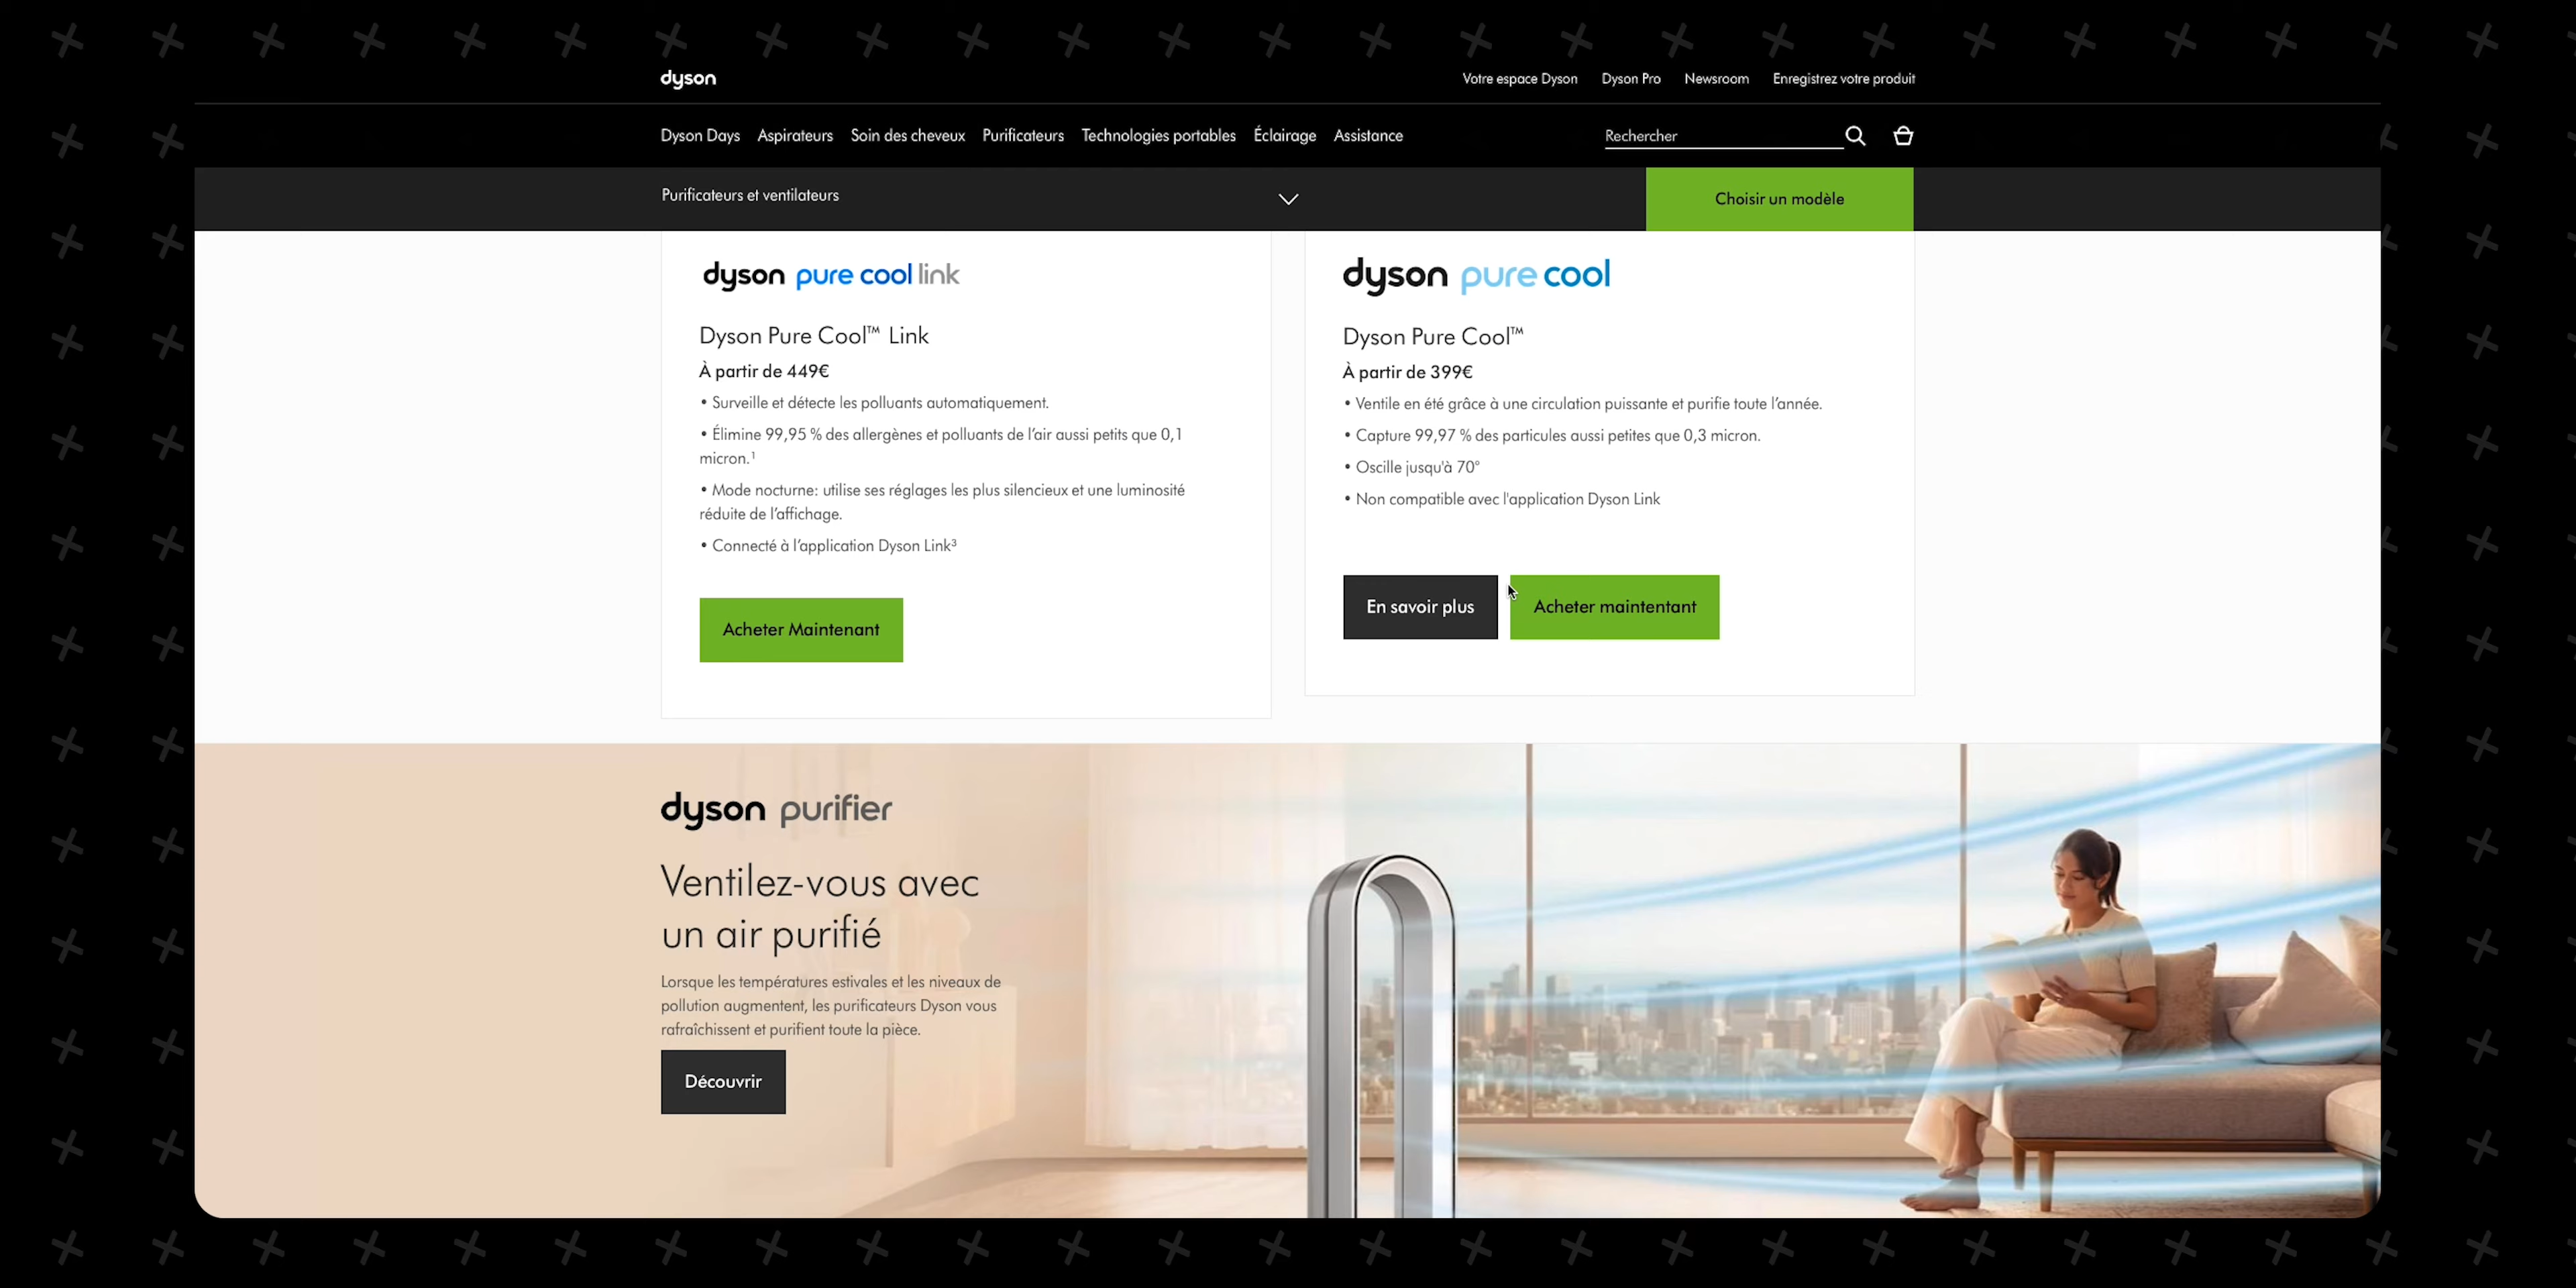 dyson
Votre espace Dyson
Dyson Pro
Newsroom
Enregistrez votre produit
Dyson Days
Aspirateurs
Soin des cheveux
Purificateurs
Technologies portables
Éclairage
Assistance
Rechercher
Purificateurs et ventilateurs
Choisir un modèle
dyson pure cool link
Dyson Pure Cool™ Link
À partir de 449€
• Surveille et détecte les polluants automatiquement.
• Élimine 99,95 % des allergènes et polluants de l’air aussi petits que 0,1
micron.¹
• Mode nocturne: utilise ses réglages les plus silencieux et une luminosité
réduite de l’affichage.
• Connecté à l’application Dyson Link³
Acheter Maintenant
dyson pure cool
Dyson Pure Cool™
À partir de 399€
• Ventile en été grâce à une circulation puissante et purifie toute l’année.
• Capture 99,97 % des particules aussi petites que 0,3 micron.
• Oscille jusqu'à 70°
• Non compatible avec l'application Dyson Link
En savoir plus
Acheter maintentant
dyson purifier
Ventilez-vous avec
un air purifié
Lorsque les températures estivales et les niveaux de
pollution augmentent, les purificateurs Dyson vous
rafraîchissent et purifient toute la pièce.
Découvrir